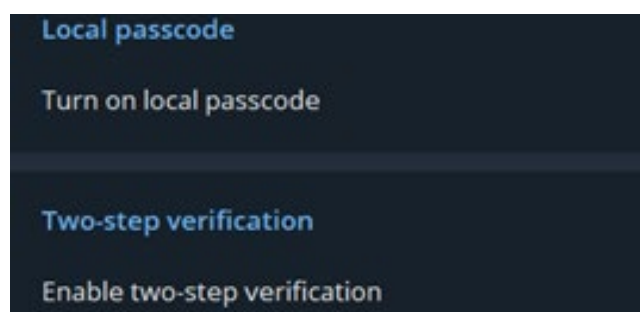 Local passcode
Turn on local passcode
Two-step verification
Enable two-step verification